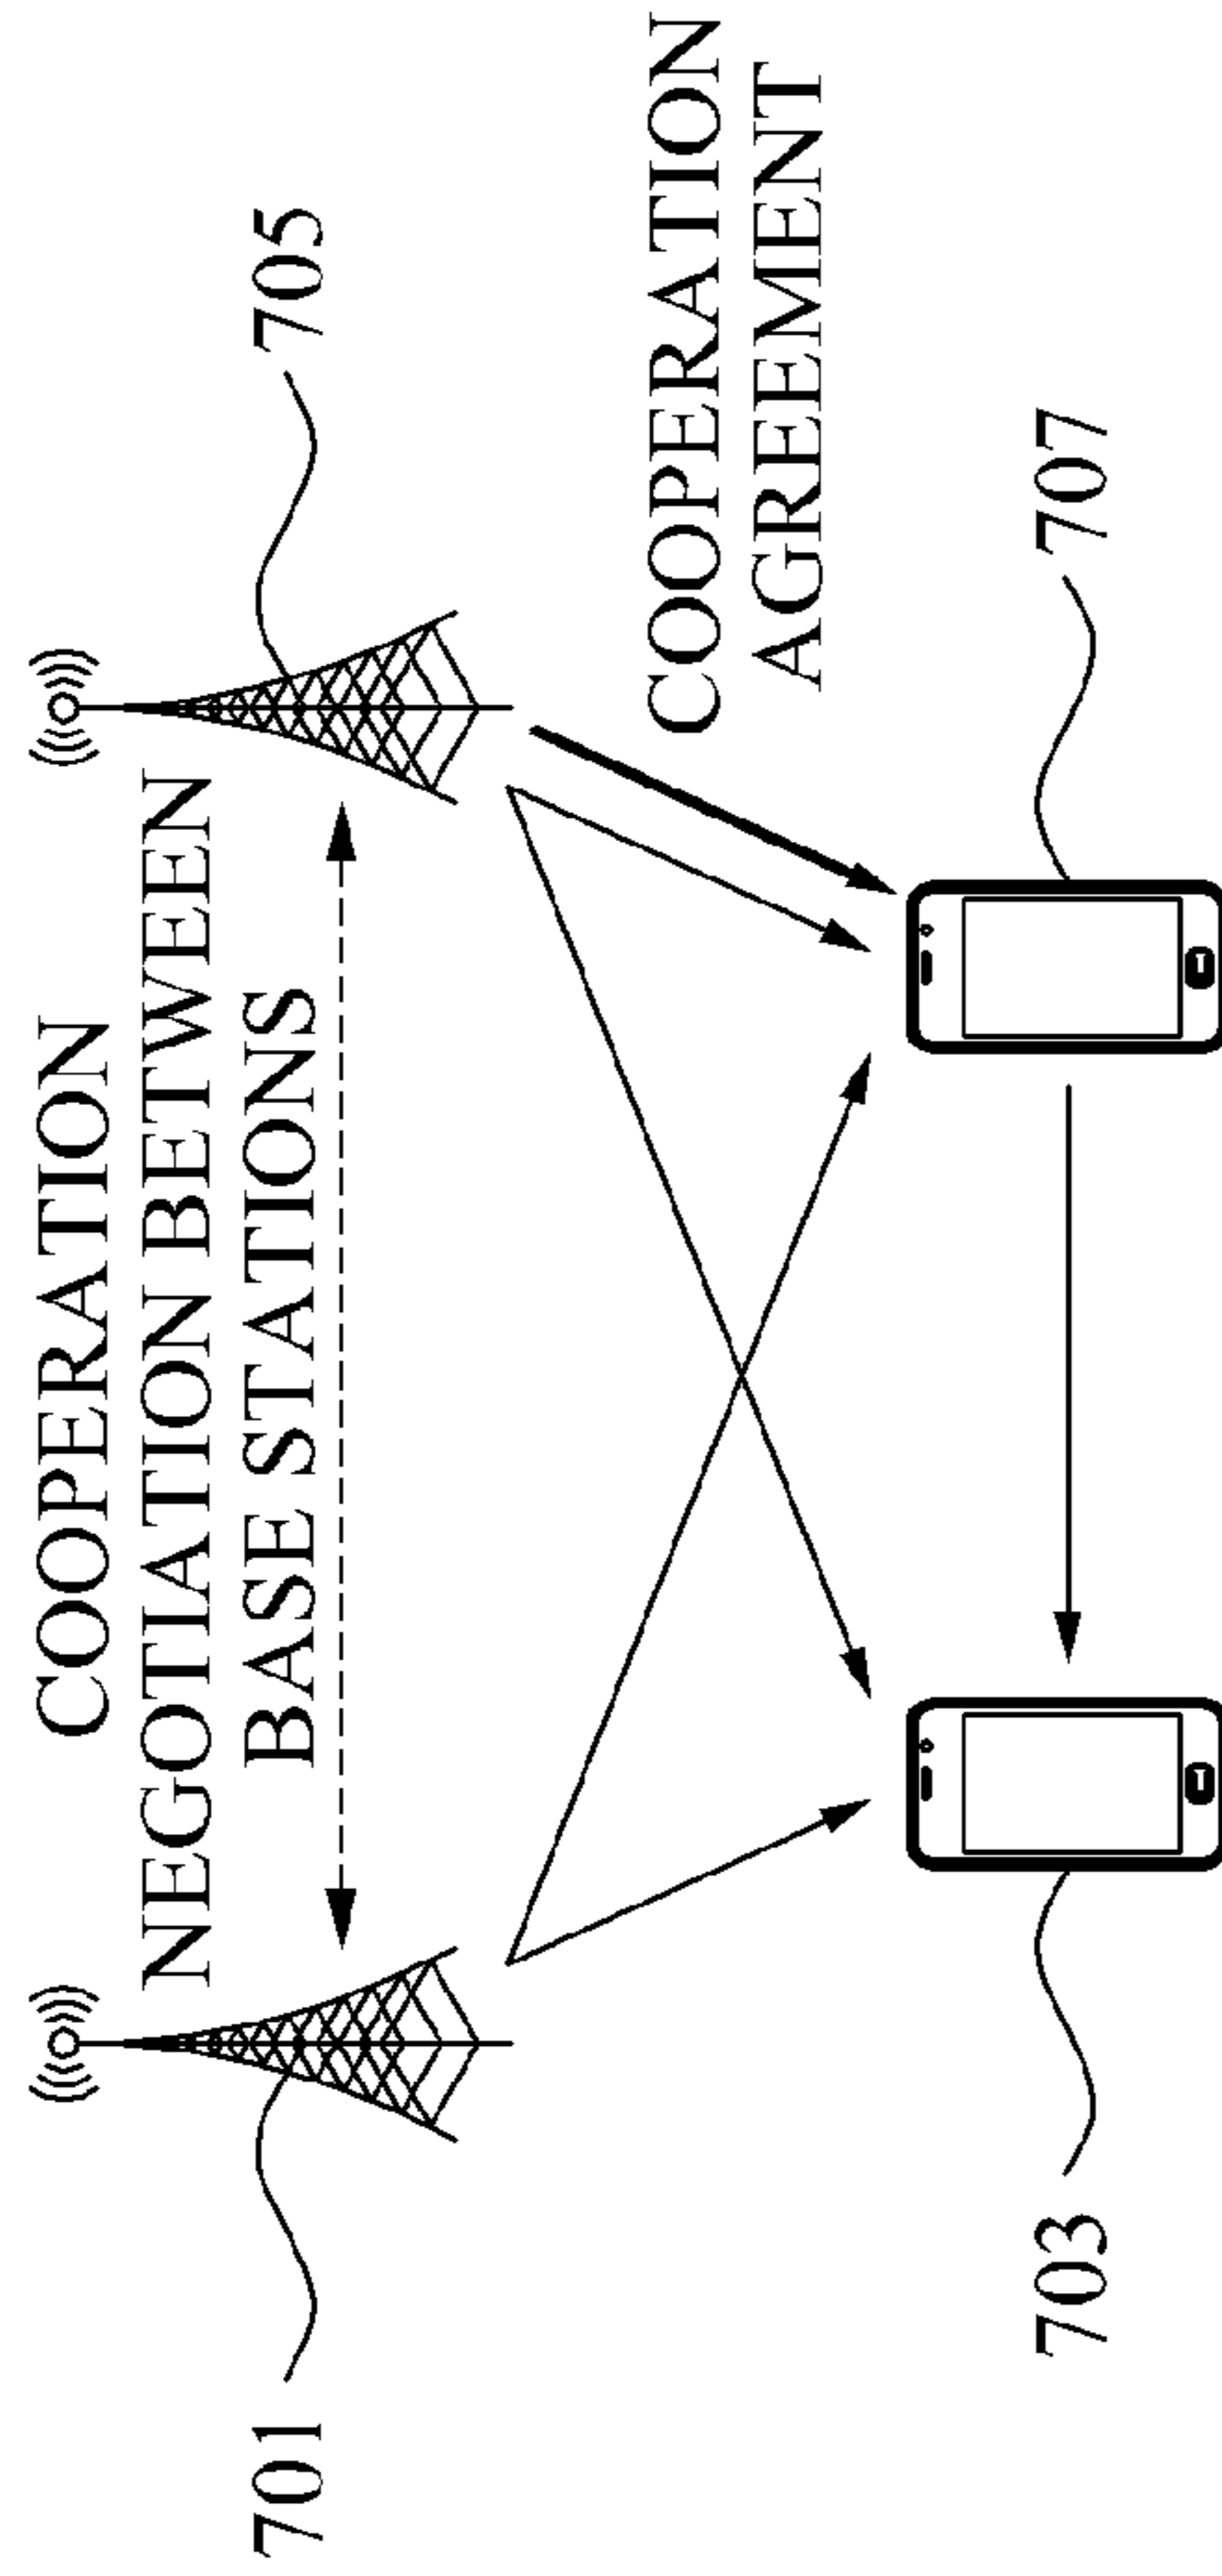 COOPERATION
NEGOTIATION BETWEEN
BASE STATIONS
701
705
COOPERATION
AGREEMENT
703
707